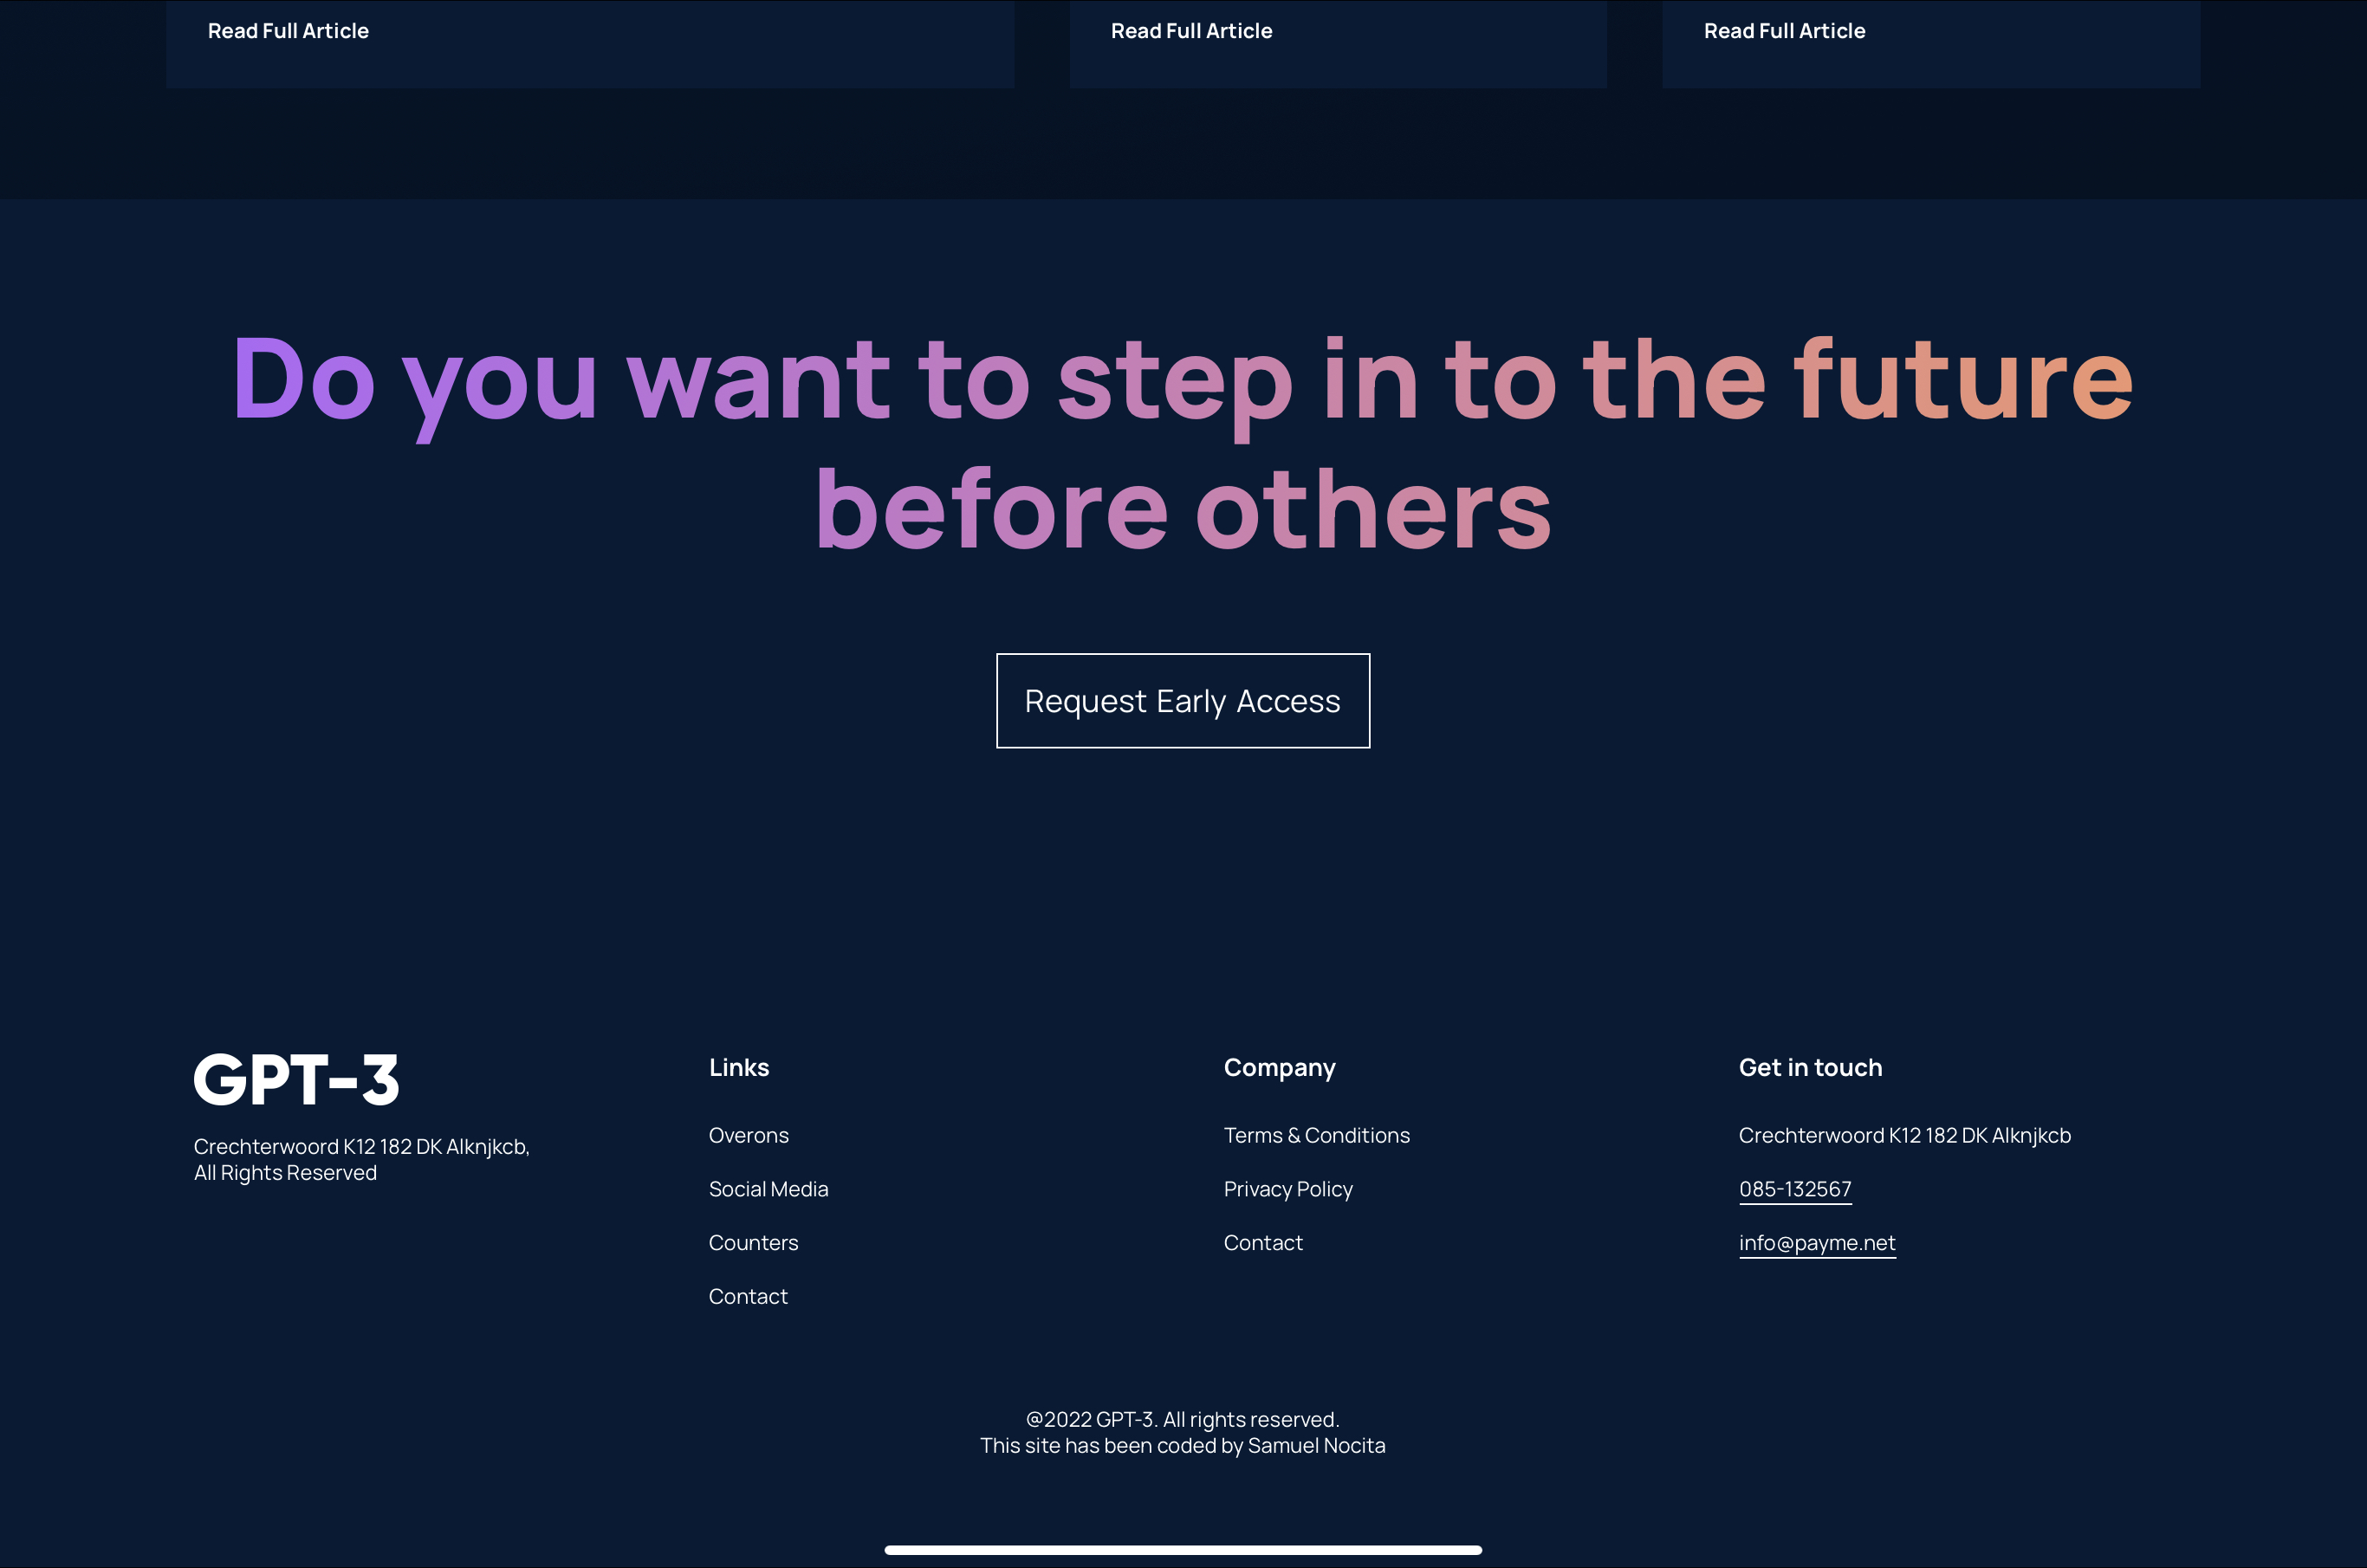 Read Full Article
Read Full Article
Read Full Article
Do you want to step in to the future
before others
Request Early Access
GPT-3
Crechterwoord K12 182 DK Alknjkcb,
All Rights Reserved
Links
Overons
Social Media
Counters
Contact
Company
Terms & Conditions
Privacy Policy
Contact
Get in touch
Crechterwoord K12 182 DK Alknjkcb
085-132567
info@payme.net
@2022 GPT-3. All rights reserved.
This site has been coded by Samuel Nocita